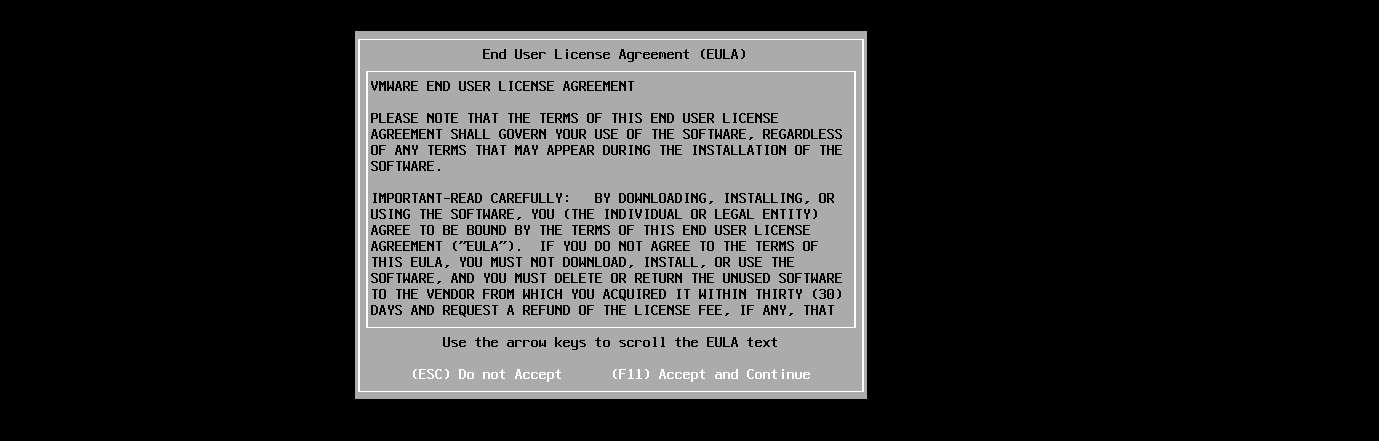 End User License Agreement (EULA)
VMWARE END USER LICENSE AGREEMENT
PLEASE NOTE THAT THE TERMS OF THIS END USER LICENSE
AGREEMENT SHALL GOVERN YOUR USE OF THE SOFTWARE, REGARDLESS
OF ANY TERMS THAT MAY APPEAR DURING THE INSTALLATION OF THE
SOFTWARE.
IMPORTANT-READ CAREFULLY:   BY DOWNLOADING, INSTALLING, OR
USING THE SOFTWARE, YOU (THE INDIVIDUAL OR LEGAL ENTITY)
AGREE TO BE BOUND BY THE TERMS OF THIS END USER LICENSE
AGREEMENT ("EULA").  IF YOU DO NOT AGREE TO THE TERMS OF
THIS EULA, YOU MUST NOT DOWNLOAD, INSTALL, OR USE THE
SOFTWARE, AND YOU MUST DELETE OR RETURN THE UNUSED SOFTWARE
TO THE VENDOR FROM WHICH YOU ACQUIRED IT WITHIN THIRTY (30)
DAYS AND REQUEST A REFUND OF THE LICENSE FEE, IF ANY, THAT
Use the arrow keys to scroll the EULA text
(ESC) Do not Accept      (F11) Accept and Continue